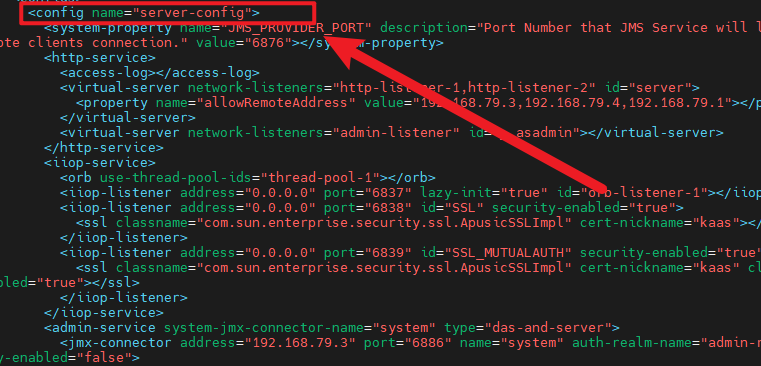 <config name="server-config">
<system-property name="JMS_PROVIDER_PORT" description="Port Number that JMS Service will l
ote clients connection." value="6876"></system-property>
<http-service>
<access-log></access-log>
<virtual-server network-listeners="http-listener-1,http-listener-2" id="server">
<property name="allowRemoteAddress" value="192.168.79.3,192.168.79.4,192.168.79.1"></p
</virtual-server>
<virtual-server network-listeners="admin-listener" id="__asadmin"></virtual-server>
</http-service>
<iiop-service>
<orb use-thread-pool-ids="thread-pool-1"></orb>
<iiop-listener address="0.0.0.0" port="6837" lazy-init="true" id="orb-listener-1"></iiop
<iiop-listener address="0.0.0.0" port="6838" id="SSL" security-enabled="true">
<ssl classname="com.sun.enterprise.security.ssl.ApusicSSLImpl" cert-nickname="kaas"></
</iiop-listener>
<iiop-listener address="0.0.0.0" port="6839" id="SSL_MUTUALAUTH" security-enabled="true"
<ssl classname="com.sun.enterprise.security.ssl.ApusicSSLImpl" cert-nickname="kaas" cl
bled="true"></ssl>
</iiop-listener>
</iiop-service>
<admin-service system-jmx-connector-name="system" type="das-and-server">
<jmx-connector address="192.168.79.3" port="6886" name="system" auth-realm-name="admin-r
y-enabled="false">